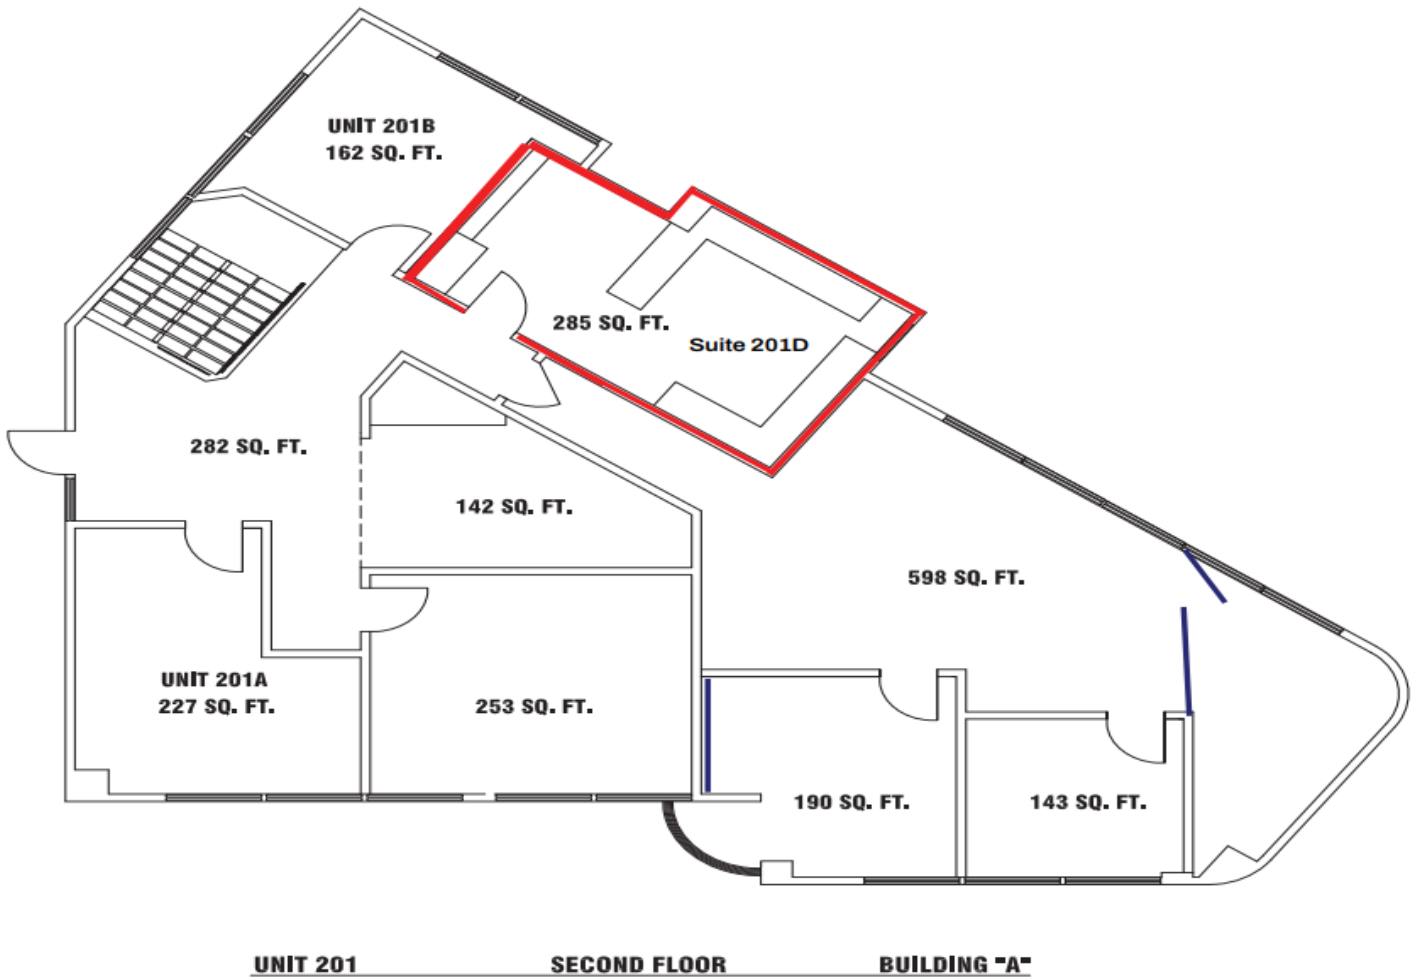 UNIT 201B
162 SQ. FT.
285 SQ. FT.
Suite 201D
282 SQ. FT.
142 SQ. FT.
598 SQ. FT.
UNIT 201A
227 SQ. FT.
253 SQ. FT.
190 SQ. FT.
143 SQ. FT.
UNIT 201 SECOND FLOOR BUILDING "A"